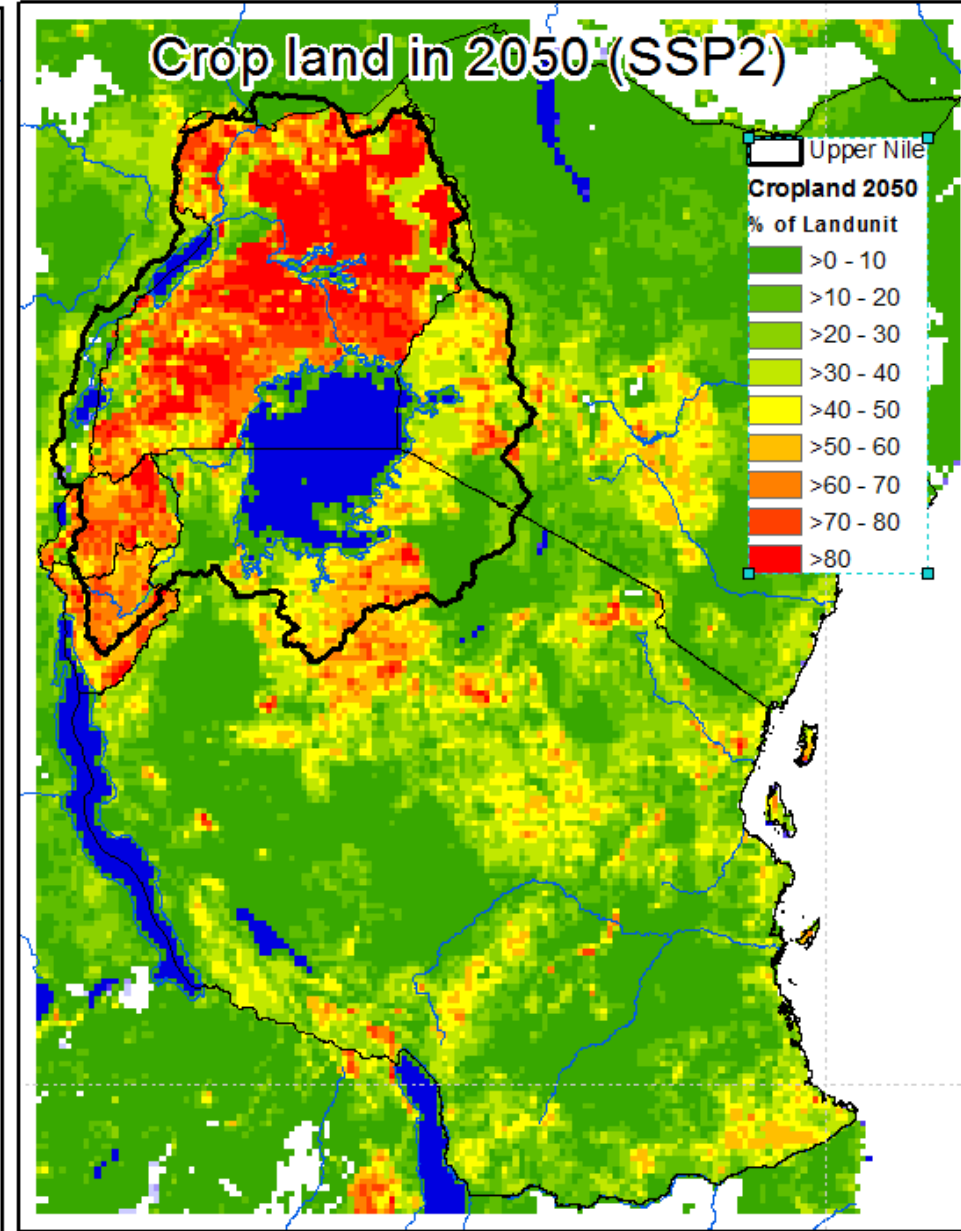 Crop land in 2050 (SSP2)
Upper Nile
Cropland 2050
% of Landunit
>0 - 10
>10 - 20
>20 - 30
>30 - 40
>40 - 50
>50 - 60
>60 - 70
>70 - 80
>80